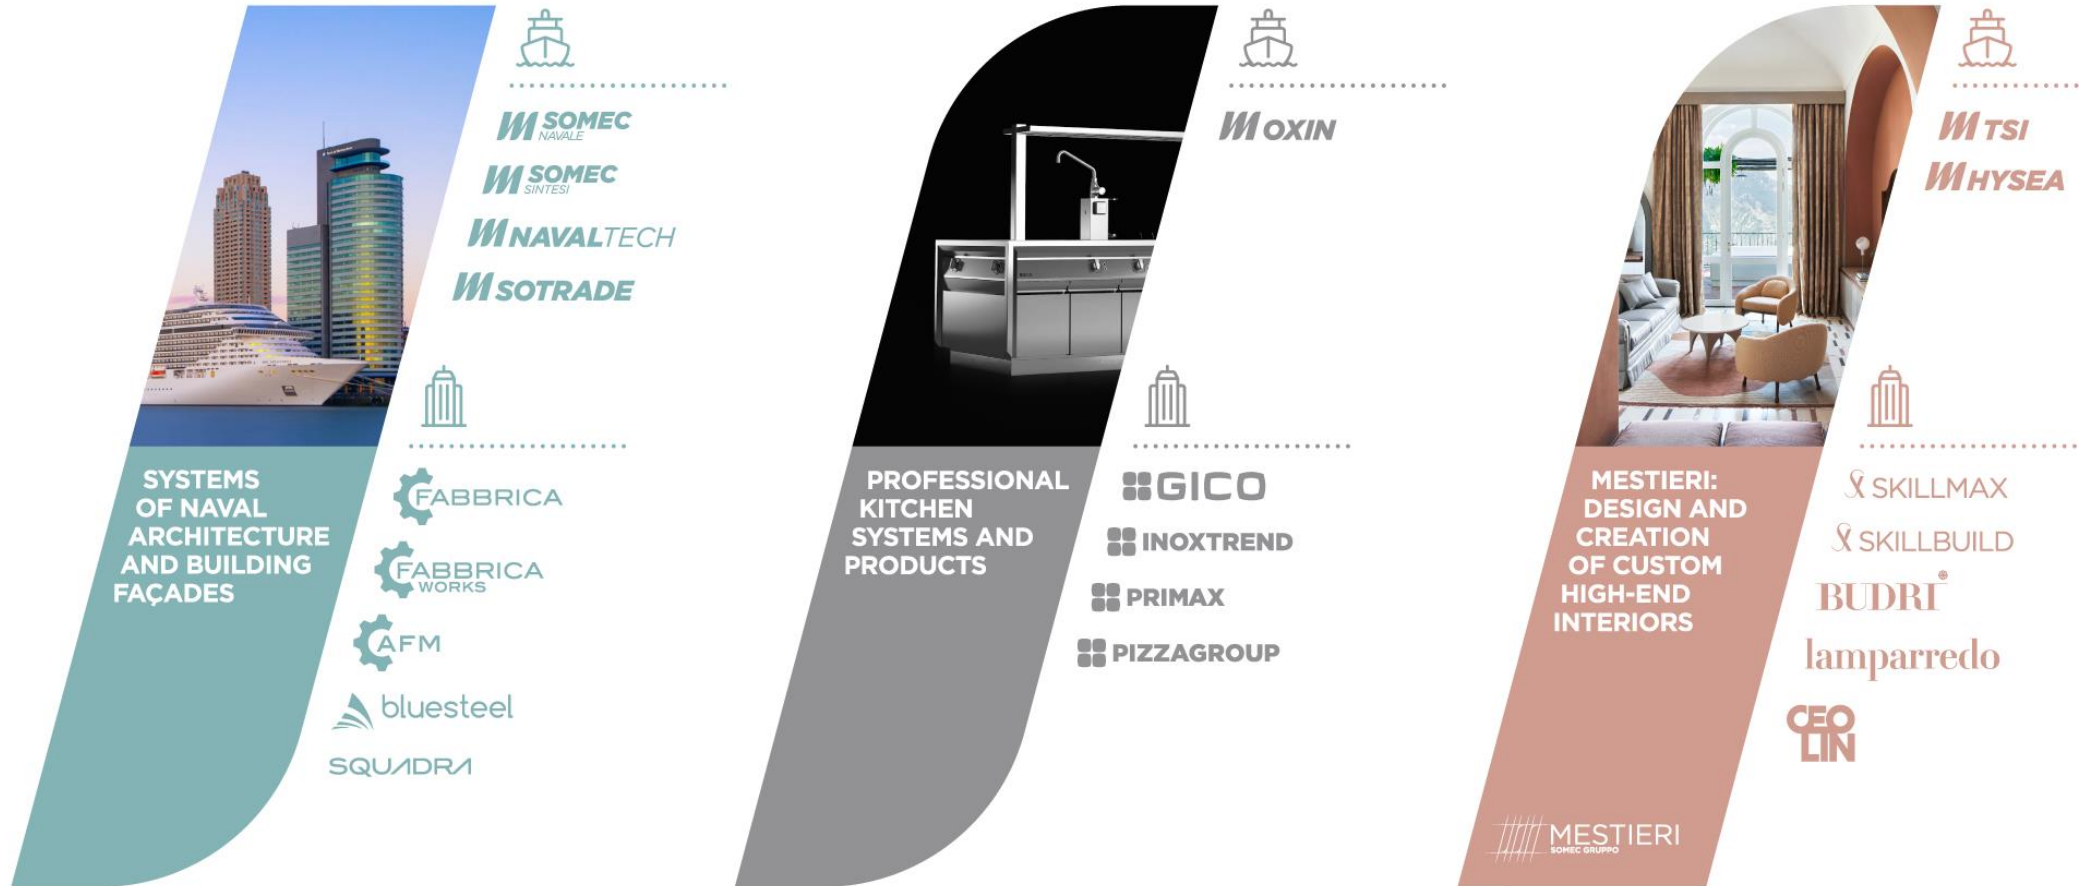 SYSTEMS
OF NAVAL
ARCHITECTURE
AND BUILDING
FAÇADES
SOMEC
NAVALE
SOMEC
SINTESI
NAVALTECH
SOTRADE
FABBRICA
FABBRICA
WORKS
AFM
bluesteel
SQUADRA
PROFESSIONAL
KITCHEN
SYSTEMS AND
PRODUCTS
OXIN
GICO
INOXTREND
PRIMAX
PIZZAGROUP
MESTIERI:
DESIGN AND
CREATION
OF CUSTOM
HIGH-END
INTERIORS
MESTIERI
SOMEC GRUPPO
TSI
HYSEA
SKILLMAX
SKILLBUILD
BUDRI
lamparredo
CEO
LIN